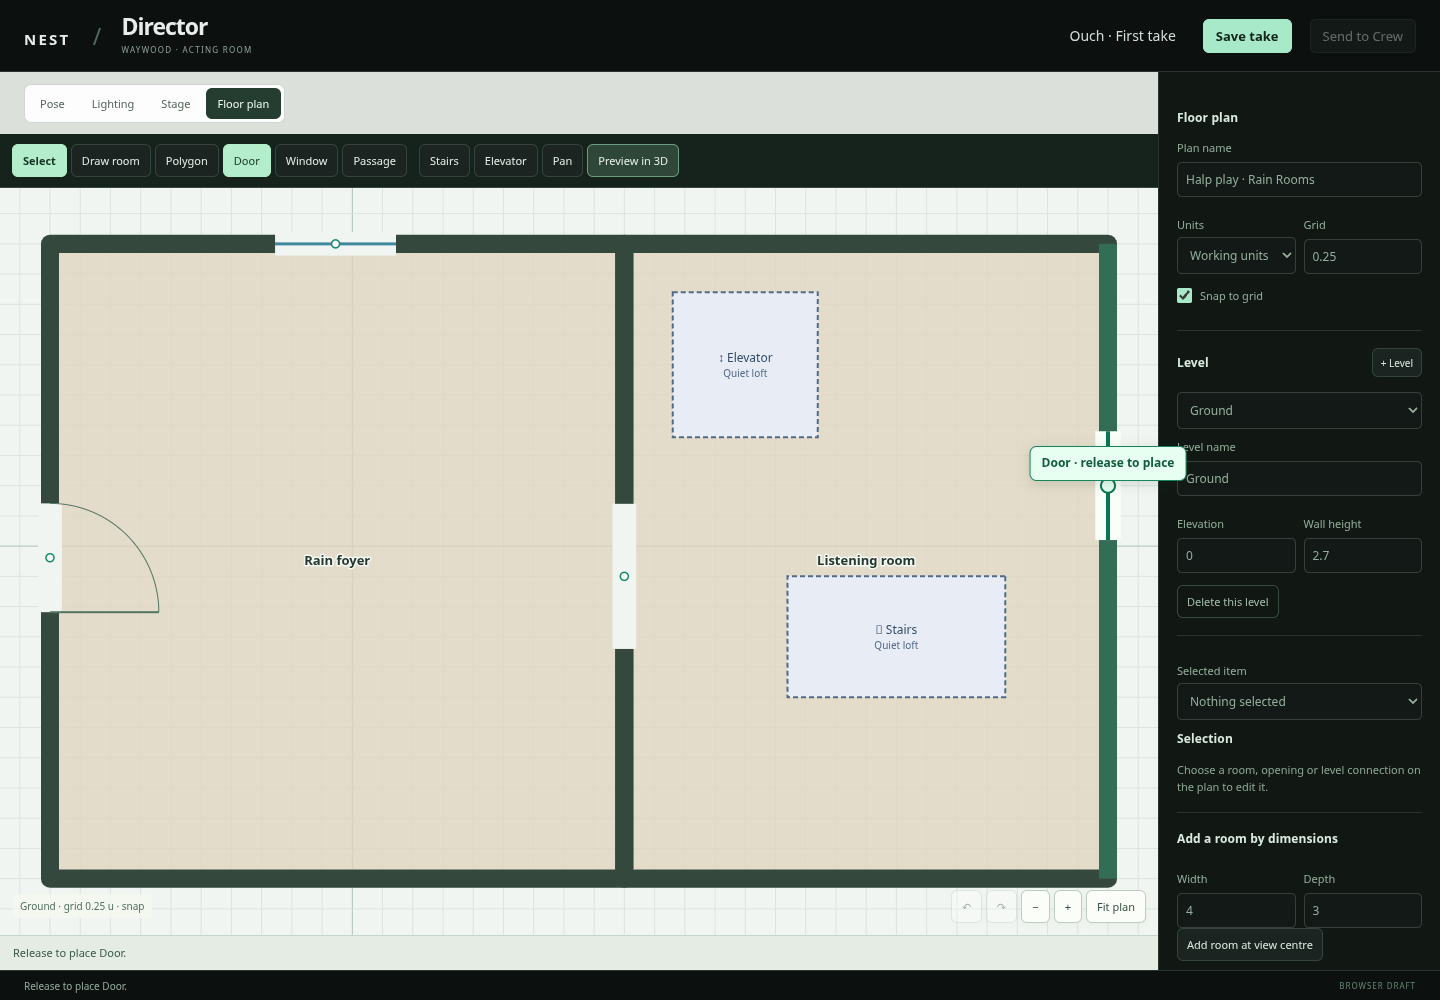 NEST / Director
WAYWOOD · ACTING ROOM
Ouch · First take
Save take
Send to Crew
Pose
Lighting
Stage
Floor plan
Select
Draw room
Polygon
Door
Window
Passage
Stairs
Elevator
Pan
Preview in 3D
↕ Elevator
Quiet loft
Door · release to place
Rain foyer
Listening room
Stairs
Quiet loft
Ground · grid 0.25 u · snap
↶
↷
−
+
Fit plan
Release to place Door.
Release to place Door.
Floor plan
Plan name
Halp play · Rain Rooms
Units
Grid
Working units
0.25
Snap to grid
Level
+ Level
Ground
Level name
Ground
Elevation
Wall height
0
2.7
Delete this level
Selected item
Nothing selected
Selection
Choose a room, opening or level connection on
the plan to edit it.
Add a room by dimensions
Width
Depth
4
3
Add room at view centre
BROWSER DRAFT